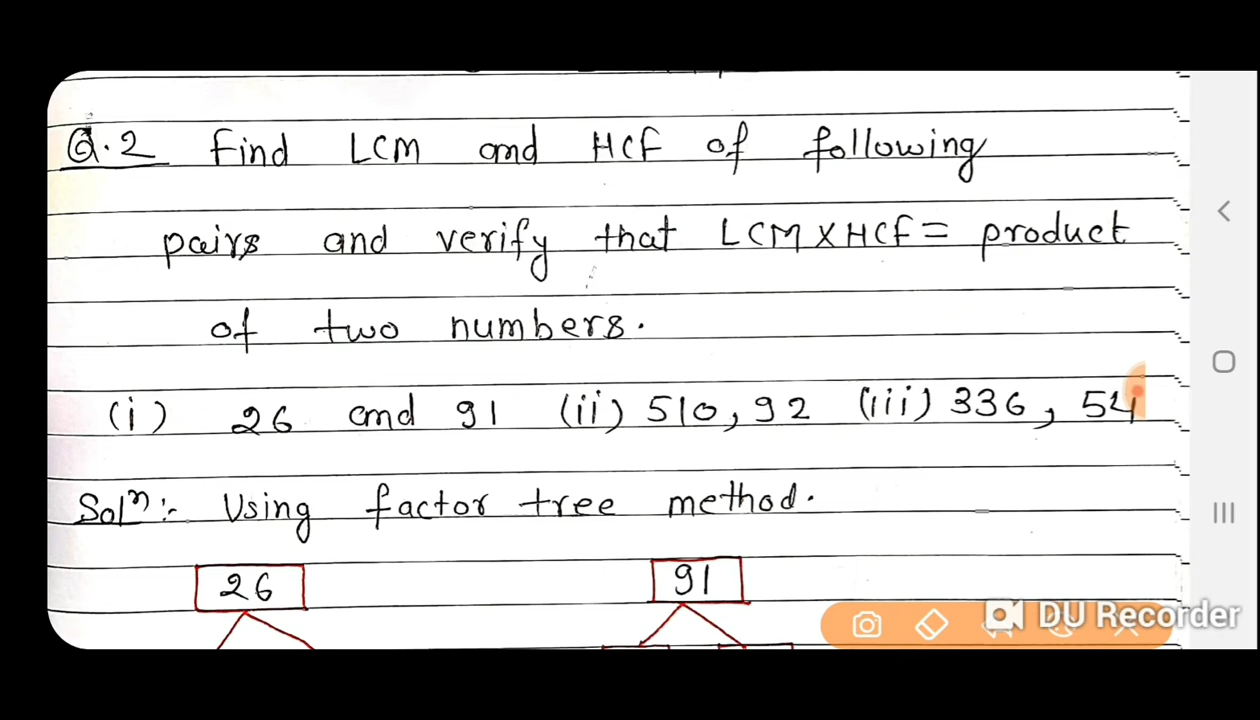 Q.2 Find LCM and HCF of following
pairs and verify that LCM X HCF = product
of two numbers.
(i) 26 and 91 (ii) 510, 92 (iii) 336, 54
Solⁿ:- Using factor tree method.
26 91
DU Recorder